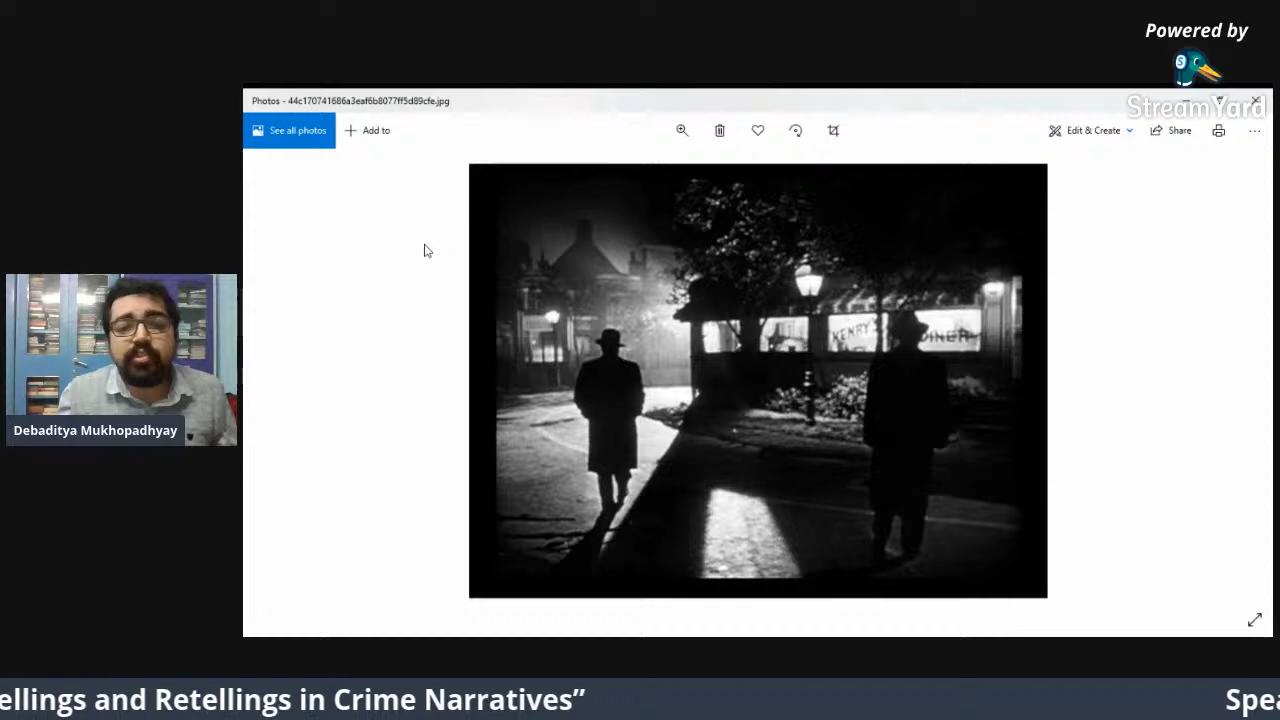 Powered by
S
StreamYard
Photos - 44c170741686a3eaf6b8077ff5d89cfe.jpg
See all photos
Add to
Edit & Create
Share
HENRY'S DINER
Debaditya Mukhopadhyay
ellings and Retellings in Crime Narratives”
Spea